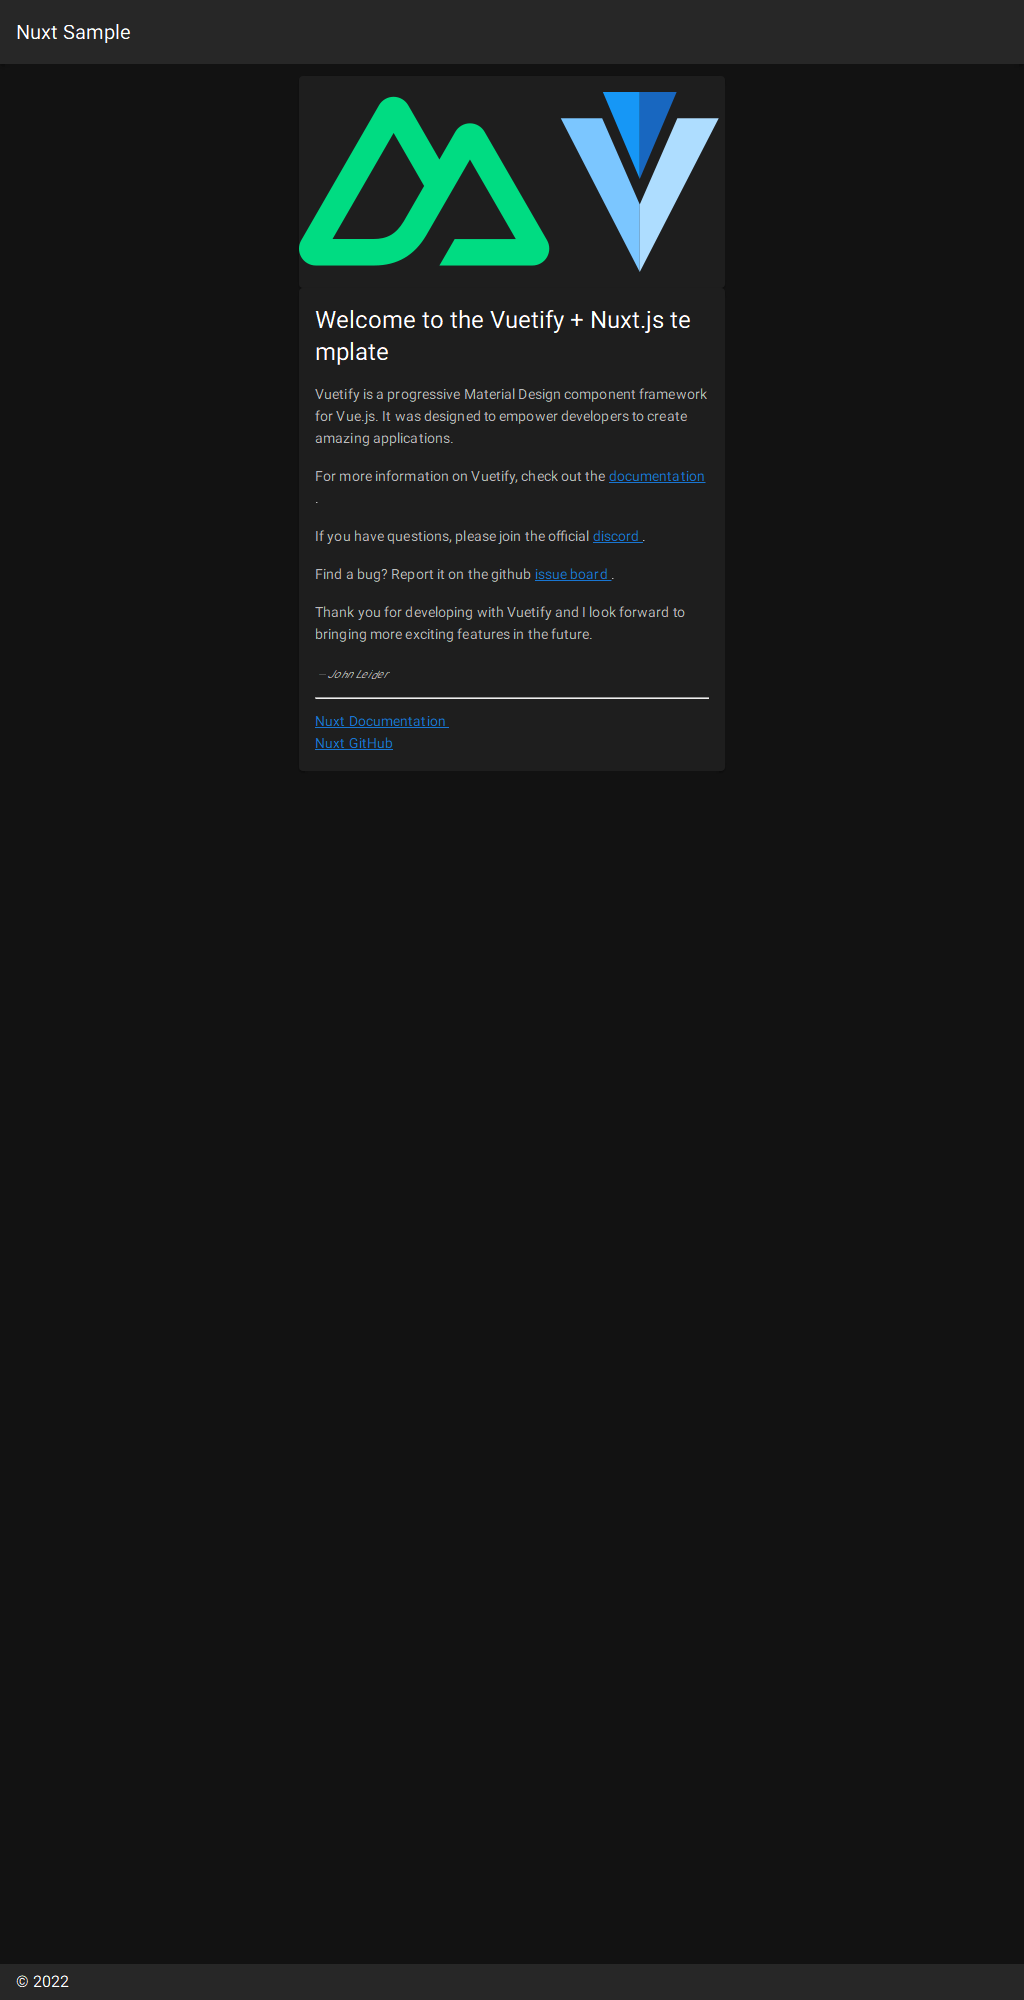 Nuxt Sample
Welcome to the Vuetify + Nuxt.js te
mplate
Vuetify is a progressive Material Design component framework
for Vue.js. It was designed to empower developers to create
amazing applications.
For more information on Vuetify, check out the documentation
.
If you have questions, please join the official discord .
Find a bug? Report it on the github issue board .
Thank you for developing with Vuetify and I look forward to
bringing more exciting features in the future.
— John Leider
Nuxt Documentation
Nuxt GitHub
© 2022